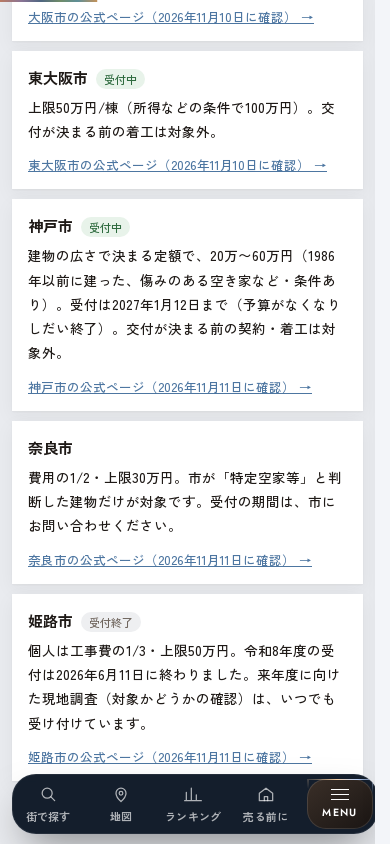 大阪市の公式ページ（2026年11月10日に確認） →
東大阪市 受付中
上限50万円/棟（所得などの条件で100万円）。交
付が決まる前の着工は対象外。
東大阪市の公式ページ（2026年11月10日に確認） →
神戸市 受付中
建物の広さで決まる定額で、20万〜60万円（1986
年以前に建った、傷みのある空き家など・条件あ
り）。受付は2027年1月12日まで（予算がなくなり
しだい終了）。交付が決まる前の契約・着工は対
象外。
神戸市の公式ページ（2026年11月11日に確認） →
奈良市
費用の1/2・上限30万円。市が「特定空家等」と判
断した建物だけが対象です。受付の期間は、市に
お問い合わせください。
奈良市の公式ページ（2026年11月11日に確認） →
姫路市 受付終了
個人は工事費の1/3・上限50万円。令和8年度の受
付は2026年6月11日に終わりました。来年度に向け
た現地調査（対象かどうかの確認）は、いつでも
受け付けています。
姫路市の公式ページ（2026年11月11日に確認） →
街で探す 地図 ランキング 売る前に MENU